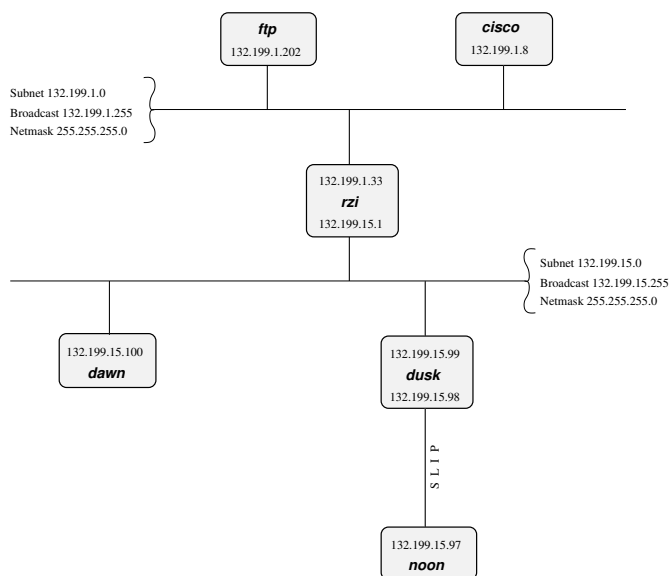 ftp
132.199.1.202
cisco
132.199.1.8
Subnet 132.199.1.0
Broadcast 132.199.1.255
Netmask 255.255.255.0
132.199.1.33
rzi
132.199.15.1
Subnet 132.199.15.0
Broadcast 132.199.15.255
Netmask 255.255.255.0
132.199.15.100
dawn
132.199.15.99
dusk
132.199.15.98
SLIP
132.199.15.97
noon